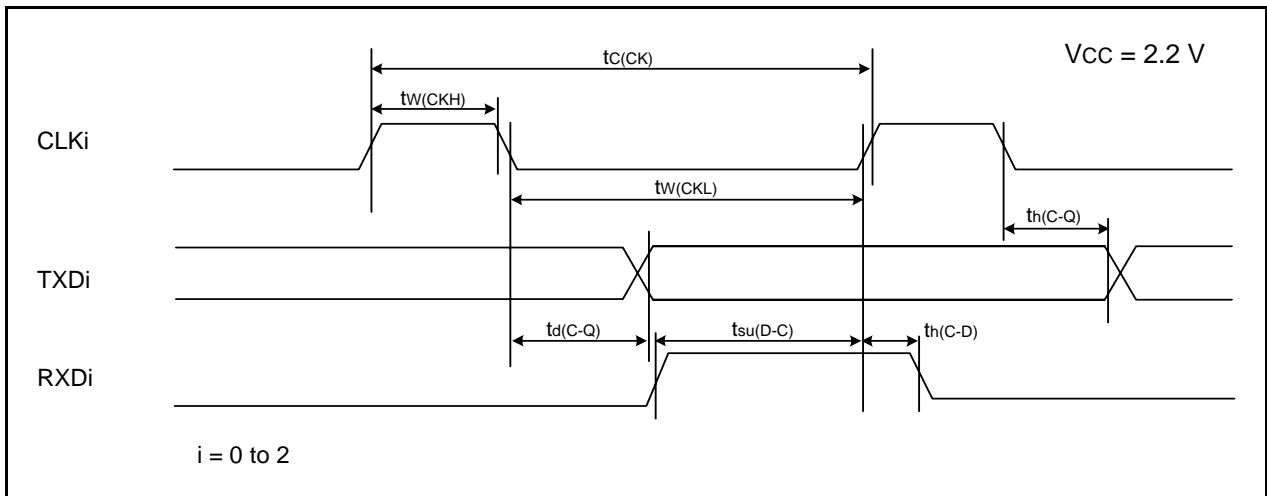 tC(CK)
VCC = 2.2 V
tW(CKH)
CLKi
tW(CKL)
th(C-Q)
TXDi
td(C-Q)
tsu(D-C)
th(C-D)
RXDi
i = 0 to 2